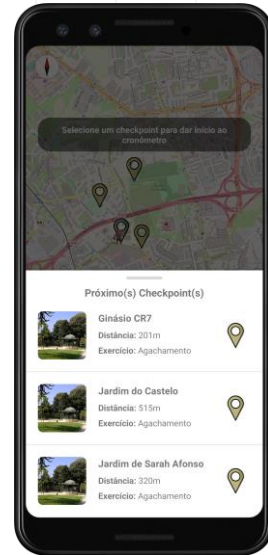 Selecione um checkpoint para dar início ao
cronómetro
Próximo(s) Checkpoint(s)
Ginásio CR7
Distância: 201m
Exercício: Agachamento
Jardim do Castelo
Distância: 515m
Exercício: Agachamento
Jardim de Sarah Afonso
Distância: 320m
Exercício: Agachamento